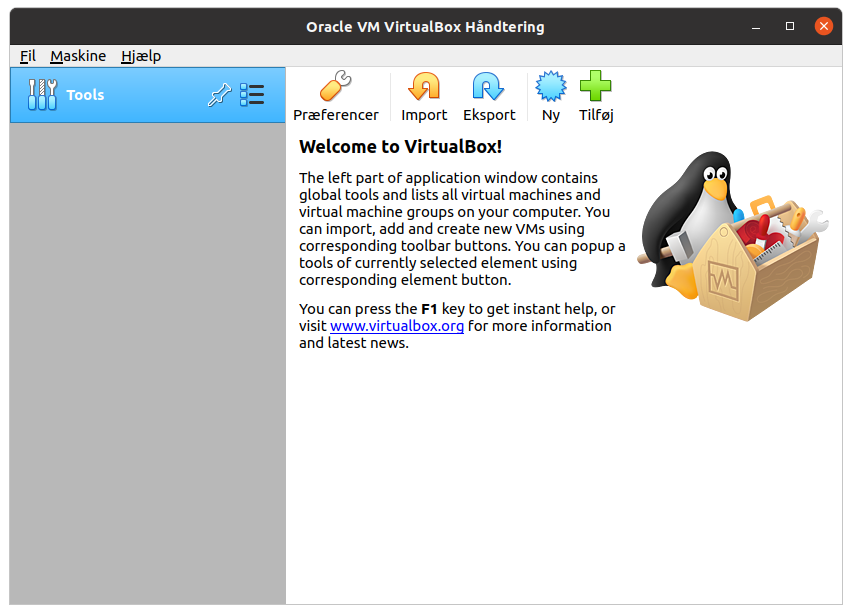 Oracle VM VirtualBox Håndtering
Fil Maskine Hjælp
Tools
Præferencer Import Eksport Ny Tilføj
Welcome to VirtualBox!
The left part of application window contains
global tools and lists all virtual machines and
virtual machine groups on your computer. You
can import, add and create new VMs using
corresponding toolbar buttons. You can popup a
tools of currently selected element using
corresponding element button.
You can press the F1 key to get instant help, or
visit www.virtualbox.org for more information
and latest news.